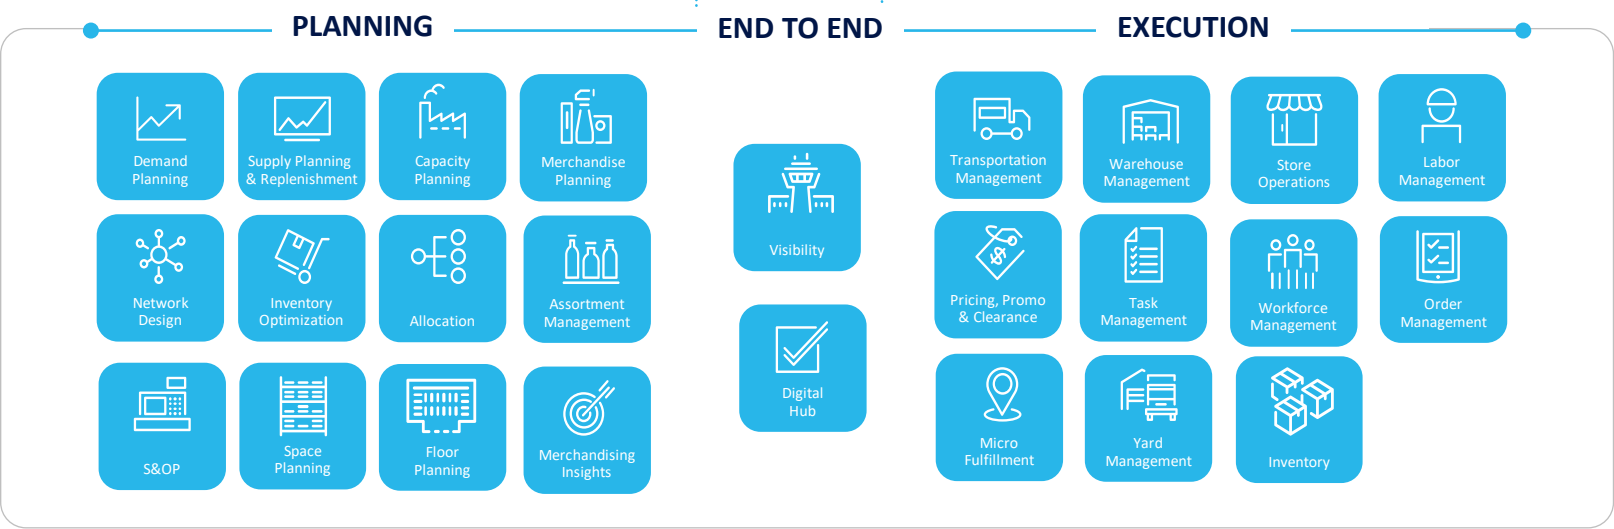 PLANNING
END TO END
EXECUTION
Demand
Planning
Supply Planning
& Replenishment
Capacity
Planning
Merchandise
Planning
Network
Design
Inventory
Optimization
Allocation
Assortment
Management
S&OP
Space
Planning
Floor
Planning
Merchandising
Insights
Visibility
Digital
Hub
Transportation
Management
Warehouse
Management
Store
Operations
Labor
Management
Pricing, Promo
& Clearance
Task
Management
Workforce
Management
Order
Management
Micro
Fulfillment
Yard
Management
Inventory